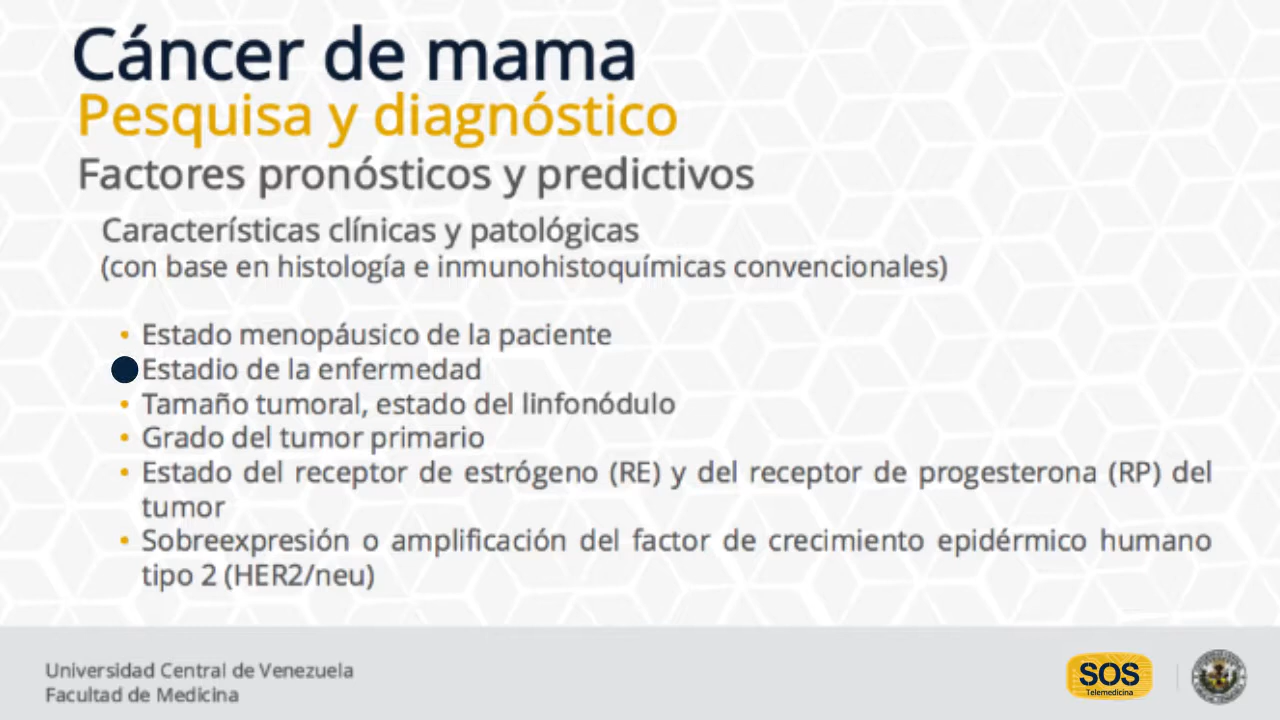 Cáncer de mama
Pesquisa y diagnóstico
Factores pronósticos y predictivos
Características clínicas y patológicas
(con base en histología e inmunohistoquímicas convencionales)
• Estado menopáusico de la paciente
Estadio de la enfermedad
• Tamaño tumoral, estado del linfonódulo
• Grado del tumor primario
• Estado del receptor de estrógeno (RE) y del receptor de progesterona (RP) del
tumor
• Sobreexpresión o amplificación del factor de crecimiento epidérmico humano
tipo 2 (HER2/neu)
Universidad Central de Venezuela
Facultad de Medicina
SOS
Telemedicina